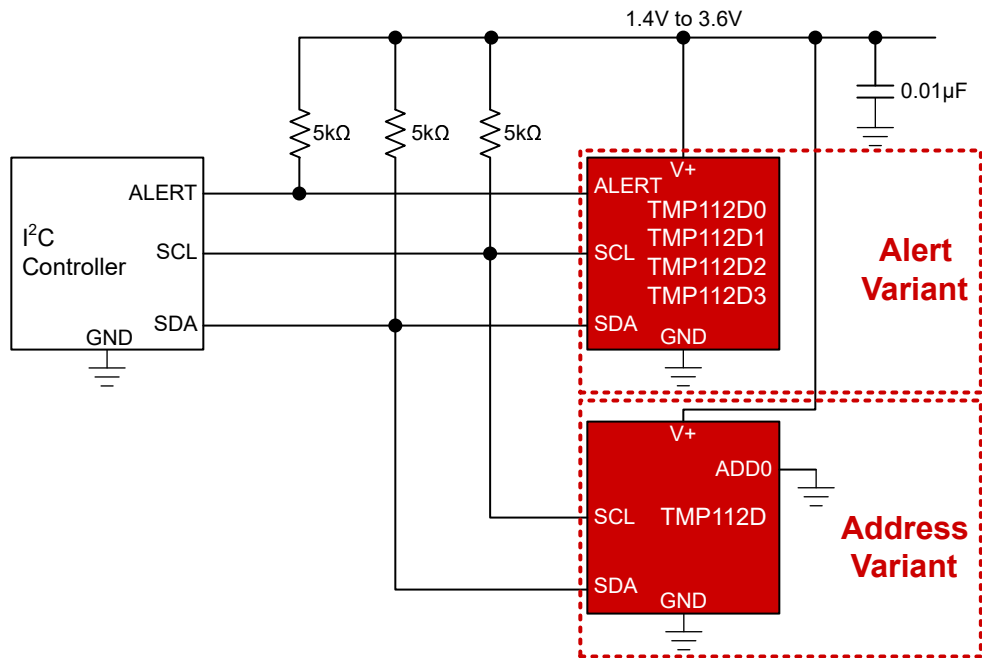 1.4V to 3.6V
0.01µF
5kΩ
5kΩ
5kΩ
I²C
Controller
ALERT
SCL
SDA
GND
V+
ALERT
SCL
SDA
TMP112D0
TMP112D1
TMP112D2
TMP112D3
GND
Alert
Variant
V+
ADD0
SCL
TMP112D
SDA
GND
Address
Variant